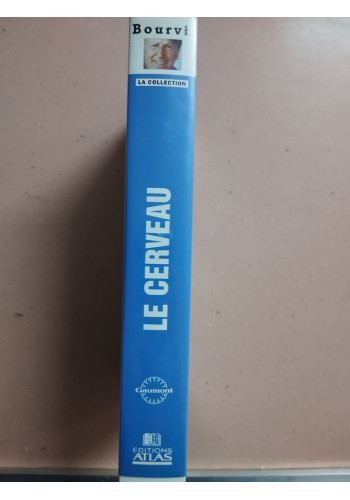 Bourvi
LA COLLECTION
LE CERVEAU
Gaumont
EDITIONS
ATLAS